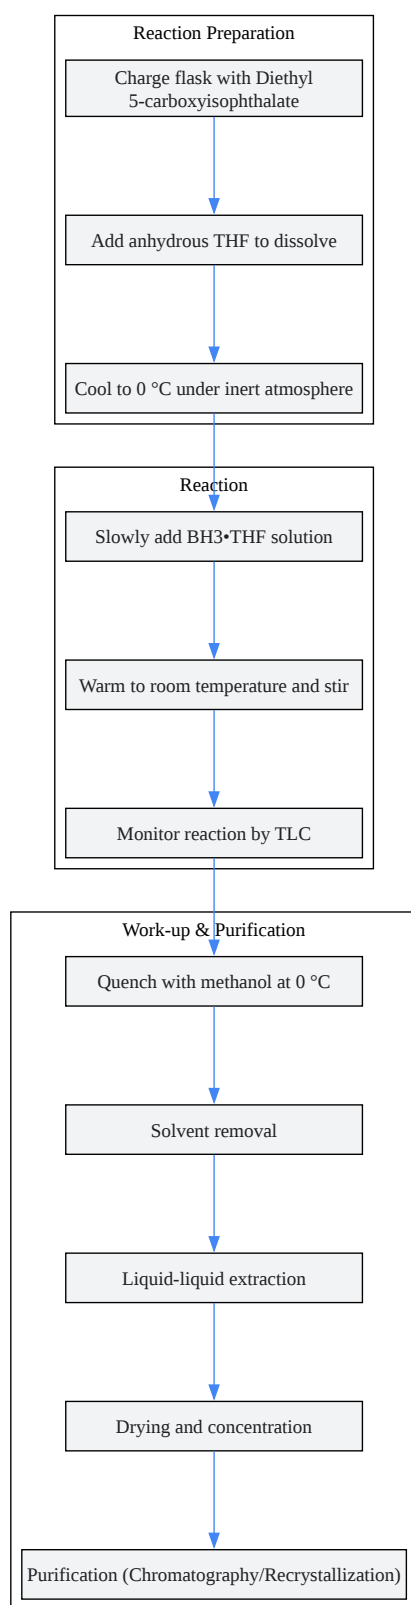 Reaction Preparation
Charge flask with Diethyl
5-carboxyisophthalate
Add anhydrous THF to dissolve
Cool to 0 °C under inert atmosphere
Reaction
Slowly add BH3•THF solution
Warm to room temperature and stir
Monitor reaction by TLC
Work-up & Purification
Quench with methanol at 0 °C
Solvent removal
Liquid-liquid extraction
Drying and concentration
Purification (Chromatography/Recrystallization)